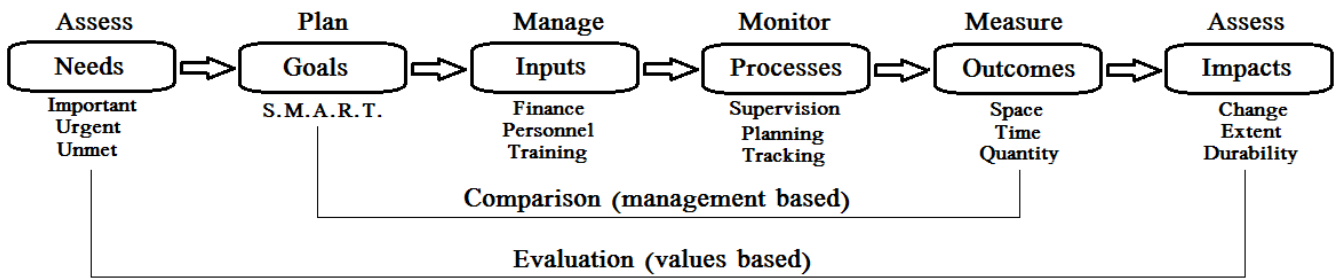 Assess Plan Manage Monitor Measure Assess
Needs Goals Inputs Processes Outcomes Impacts
Important S.M.A.R.T. Finance Supervision Space Change
Urgent Personnel Planning Time Extent
Unmet Training Tracking Quantity Durability
Comparison (management based)
Evaluation (values based)